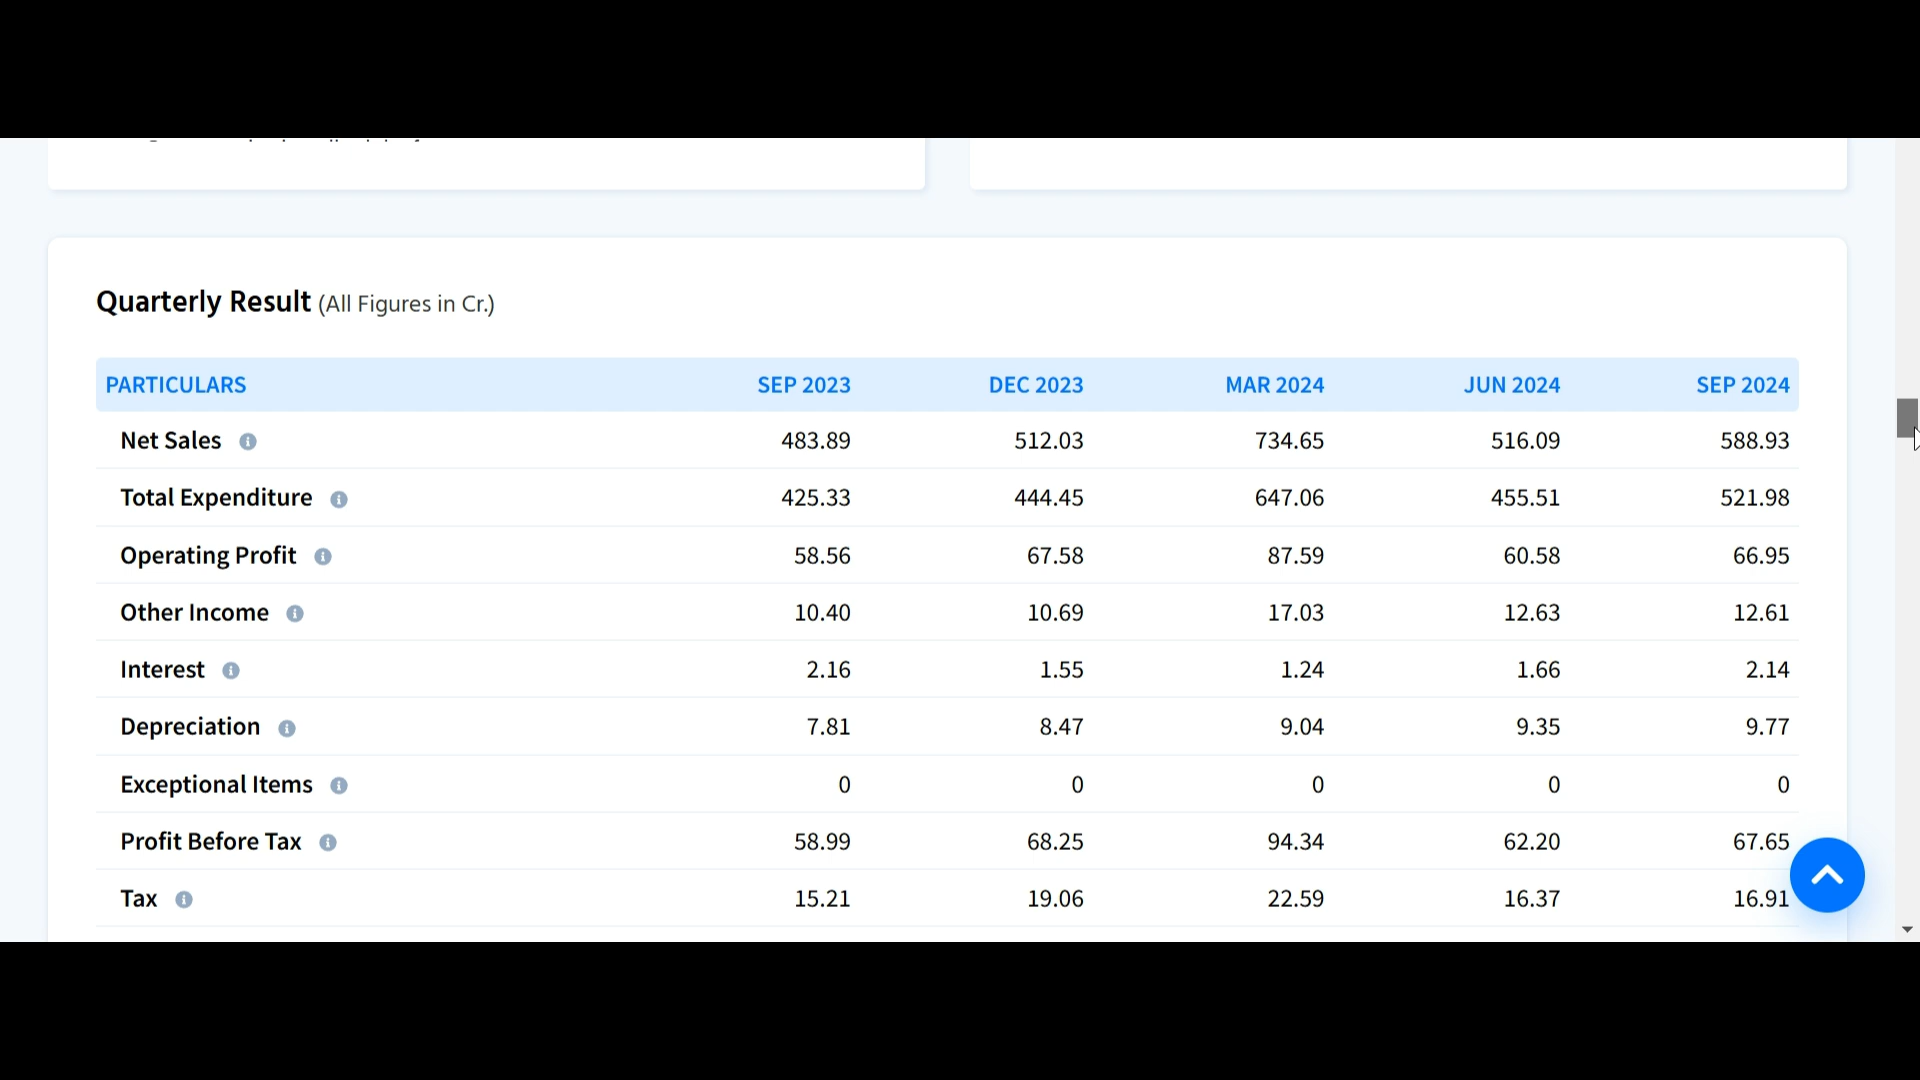 Quarterly Result (All Figures in Cr.)
PARTICULARS SEP 2023 DEC 2023 MAR 2024 JUN 2024 SEP 2024
Net Sales 483.89 512.03 734.65 516.09 588.93
Total Expenditure 425.33 444.45 647.06 455.51 521.98
Operating Profit 58.56 67.58 87.59 60.58 66.95
Other Income 10.40 10.69 17.03 12.63 12.61
Interest 2.16 1.55 1.24 1.66 2.14
Depreciation 7.81 8.47 9.04 9.35 9.77
Exceptional Items 0 0 0 0 0
Profit Before Tax 58.99 68.25 94.34 62.20 67.65
Tax 15.21 19.06 22.59 16.37 16.91